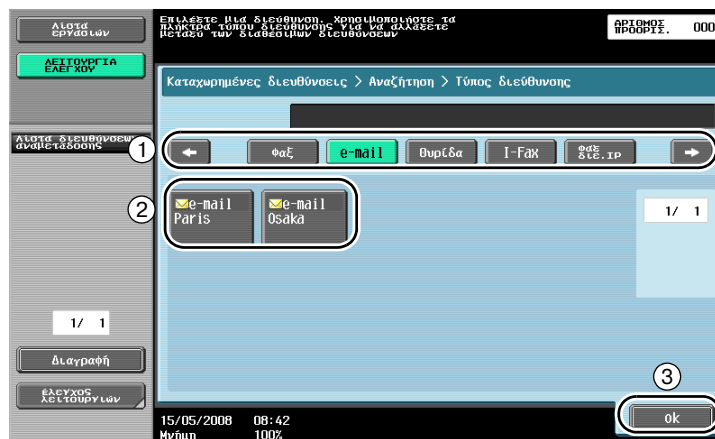 Λίστα
εργασιών
ΛΕΙΤΟΥΡΓΙΑ
ΕΛΕΓΧΟΥ
Λίστα διευθύνσεων
αναμετάδοσης
1/ 1
Διαγραφή
έλεγχος
λειτουργιών
Επιλέξτε μια διεύθυνση. Χρησιμοποιήστε τα
πλήκτρα τύπου διεύθυνσης για να αλλάξετε
μεταξύ των διαθέσιμων διευθύνσεων
ΑΡΙΘΜΟΣ
ΠΡΟΟΡΙΣ. 000
Καταχωρημένες διευθύνσεις > Αναζήτηση > Τύπος διεύθυνσης
1
Φαξ e-mail Θυρίδα I-Fax Φαξ
διε.IP
2
e-mail
Paris
e-mail
Osaka
1/ 1
3
ok
15/05/2008 08:42
Μνήμη 100%